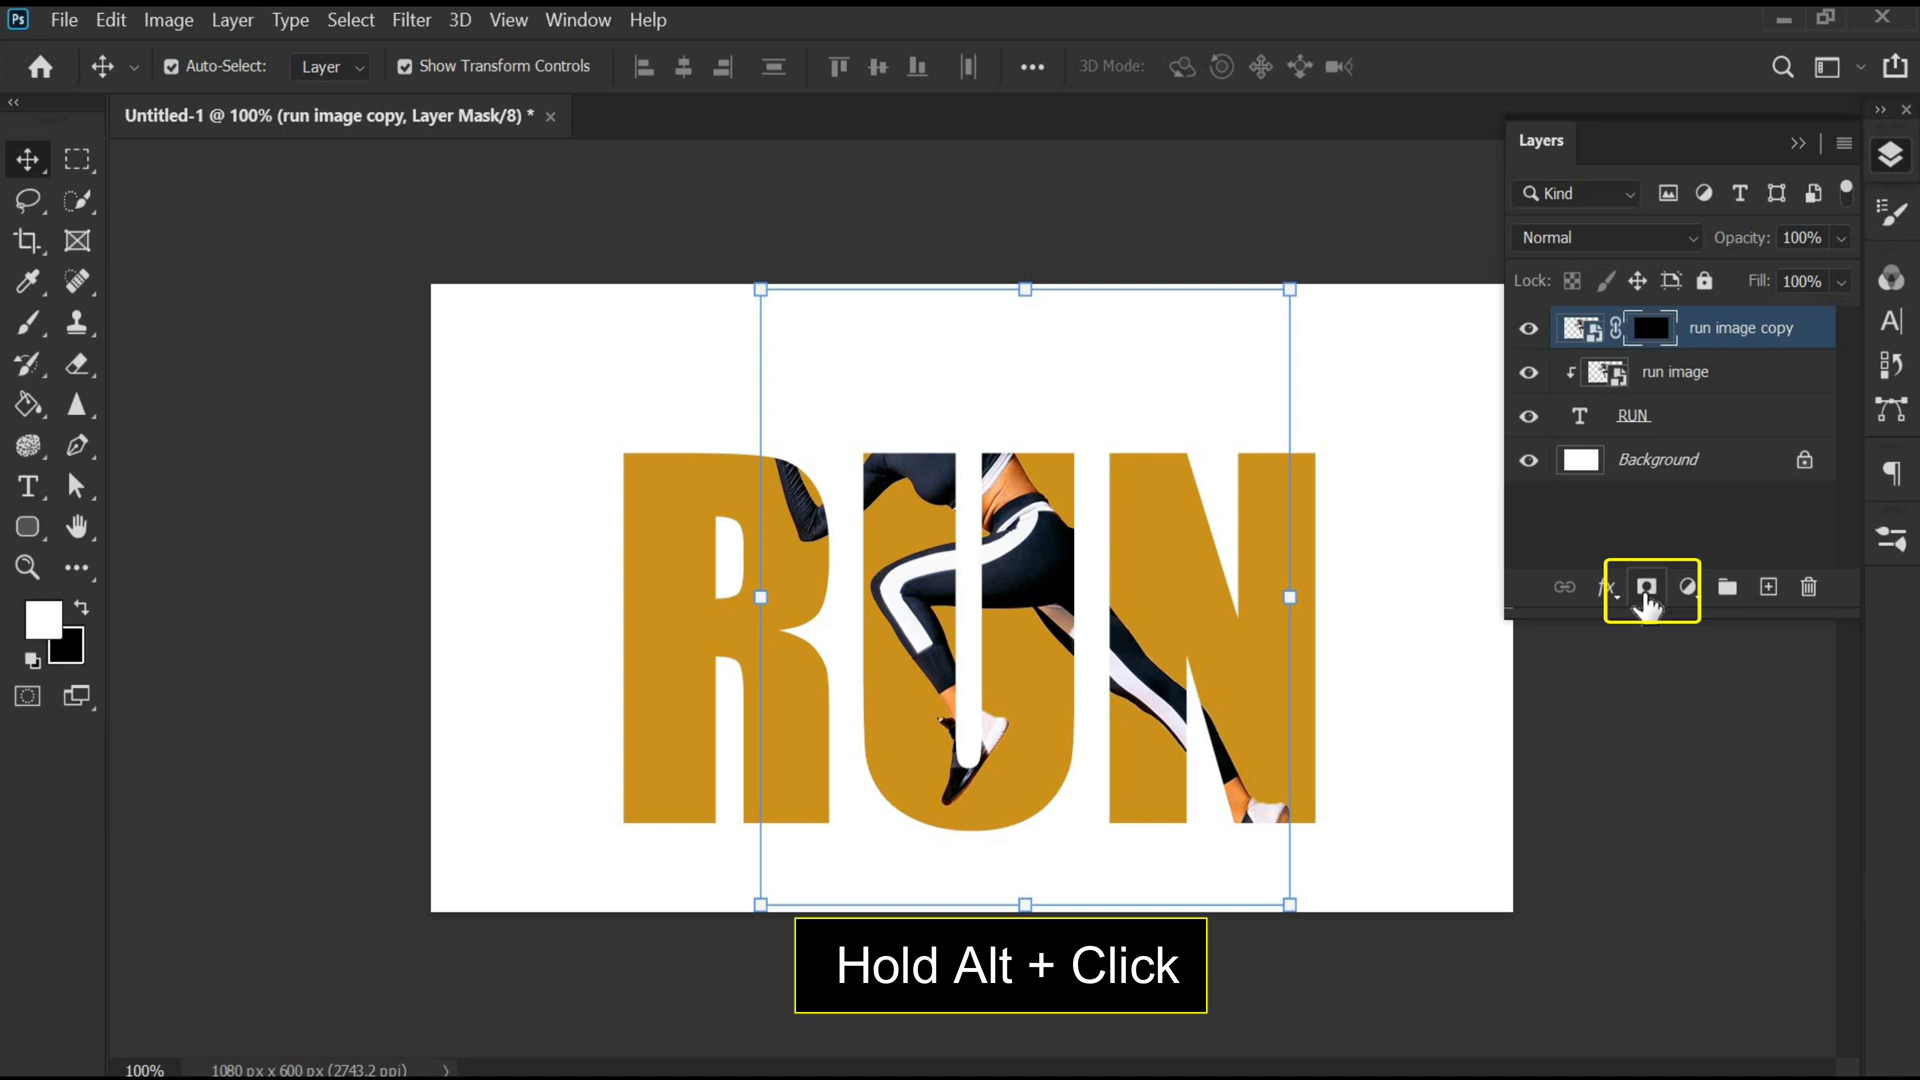 Ps File Edit Image Layer Type Select Filter 3D View Window Help
Auto-Select: Layer Show Transform Controls 3D Mode:
Untitled-1 @ 100% (run image copy, Layer Mask/8) *
Layers
Kind
Normal Opacity: 100%
Lock: Fill: 100%
run image copy
run image
RUN
Background
fx
RUN
Hold Alt + Click
100% 1080 px x 600 px (2743.2 ppi)